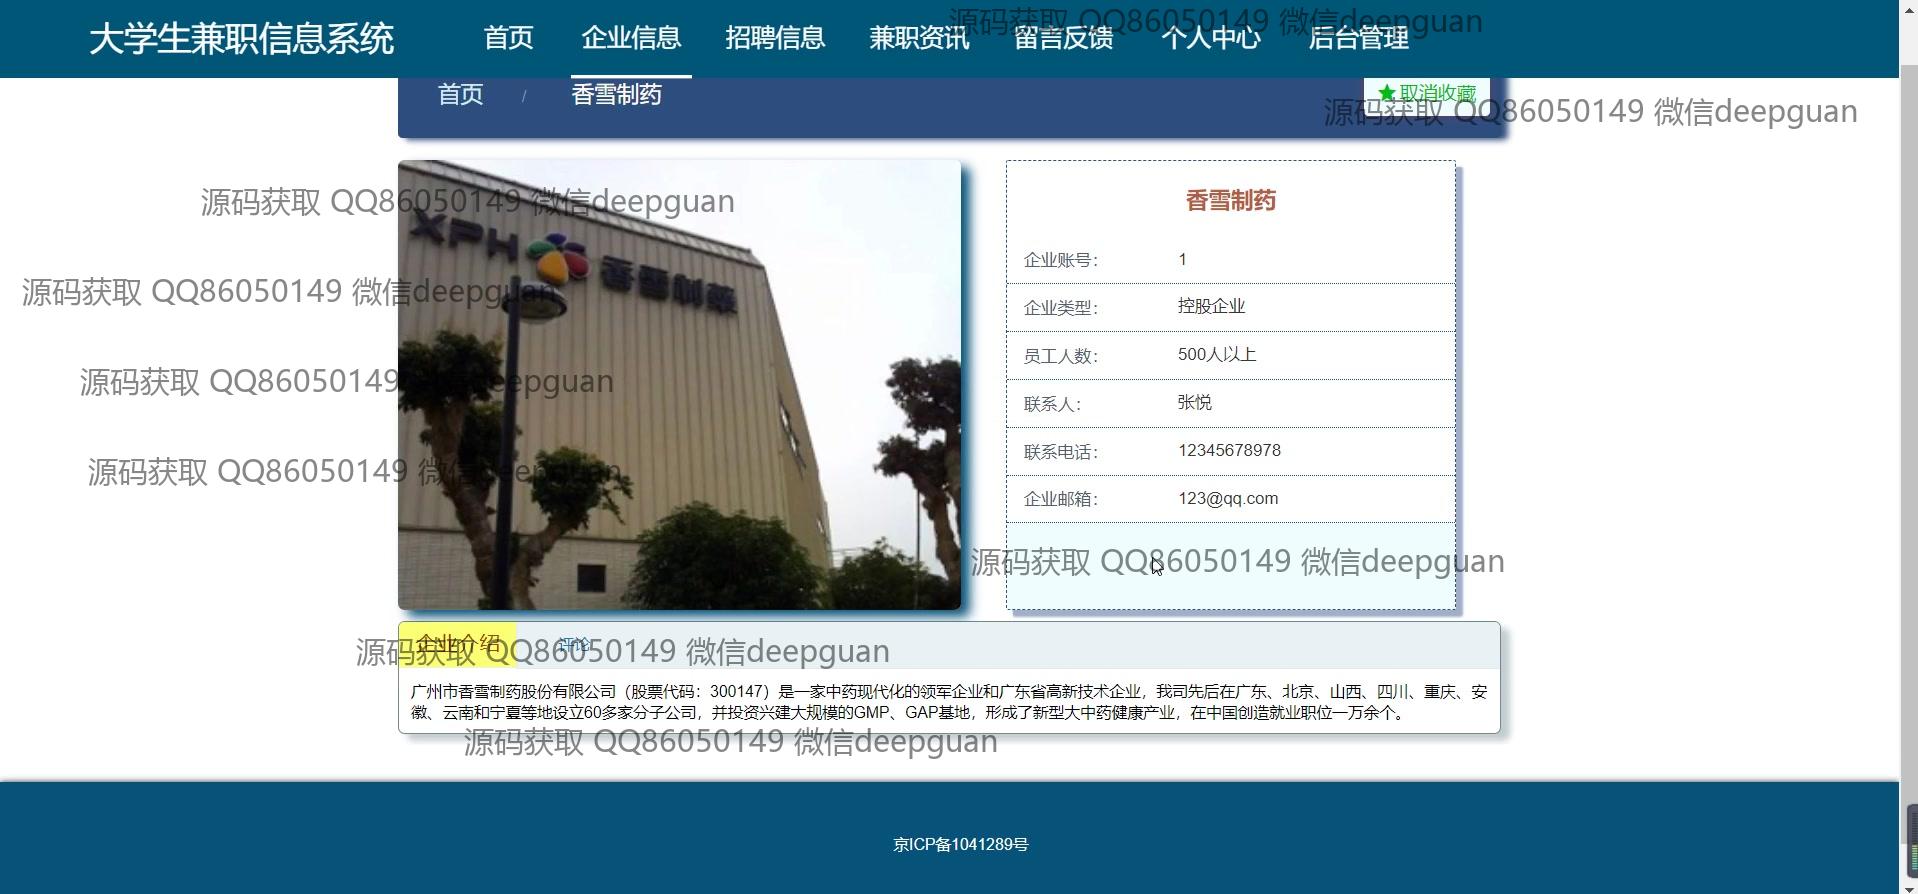 大学生兼职信息系统 首页 企业信息 招聘信息 兼职资讯 留言反馈 个人中心 后台管理
源码获取 QQ86050149 微信deepguan
首页 / 香雪制药 ★取消收藏
源码获取 QQ86050149 微信deepguan
源码获取 QQ86050149 微信deepguan
XPH 香雪制藥
源码获取 QQ86050149 微信deepguan
源码获取 QQ86050149 微信deepguan
源码获取 QQ86050149 微信deepguan
香雪制药
企业账号: 1
企业类型: 控股企业
员工人数: 500人以上
联系人: 张悦
联系电话: 12345678978
企业邮箱: 123@qq.com
源码获取 QQ86050149 微信deepguan
企业介绍 评论
源码获取 QQ86050149 微信deepguan
广州市香雪制药股份有限公司（股票代码：300147）是一家中药现代化的领军企业和广东省高新技术企业，我司先后在广东、北京、山西、四川、重庆、安
徽、云南和宁夏等地设立60多家分子公司，并投资兴建大规模的GMP、GAP基地，形成了新型大中药健康产业，在中国创造就业职位一万余个。
源码获取 QQ86050149 微信deepguan
京ICP备1041289号